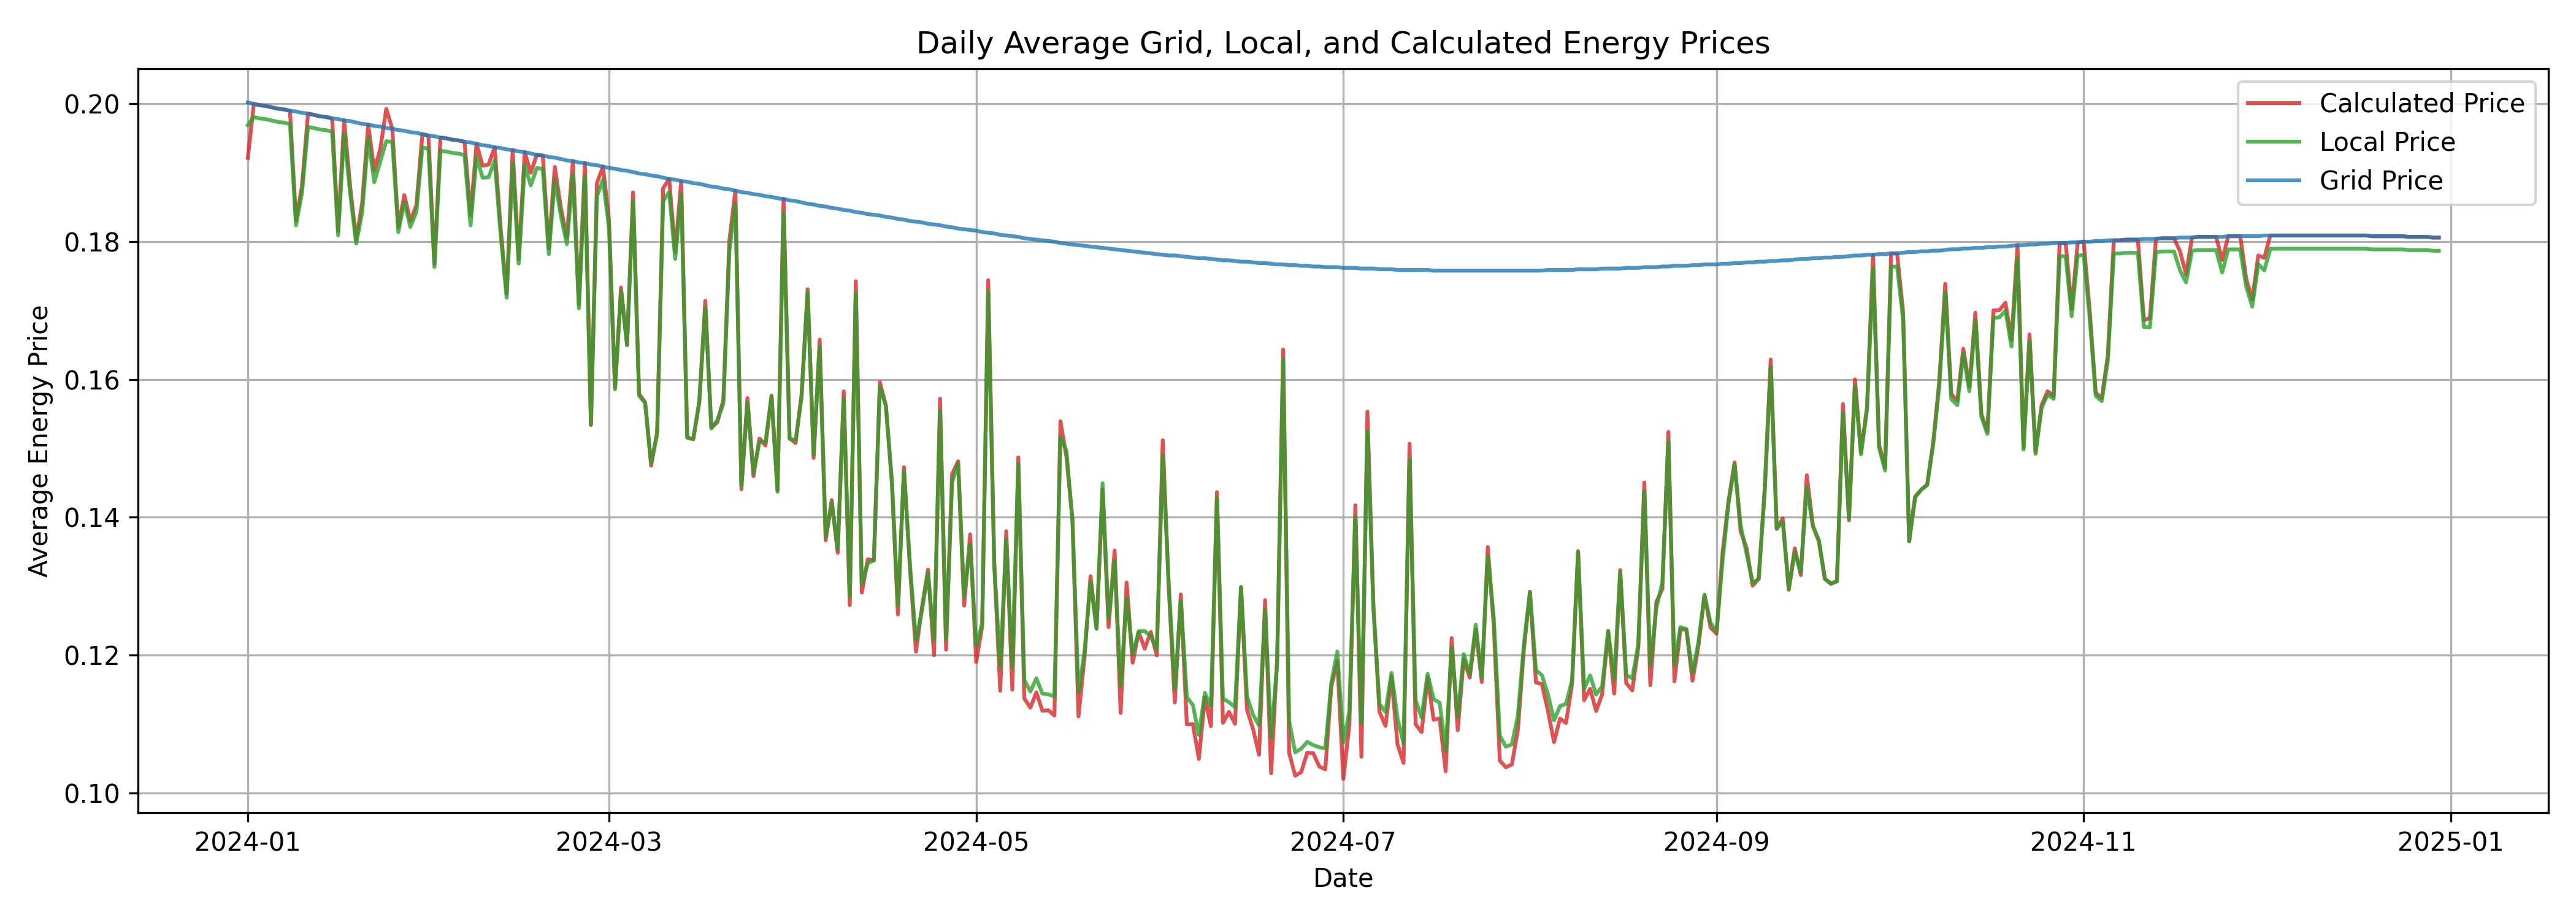 Daily Average Grid, Local, and Calculated Energy Prices
Calculated Price
Local Price
Grid Price
Average Energy Price
0.20
0.18
0.16
0.14
0.12
0.10
2024-01 2024-03 2024-05 2024-07 2024-09 2024-11 2025-01
Date